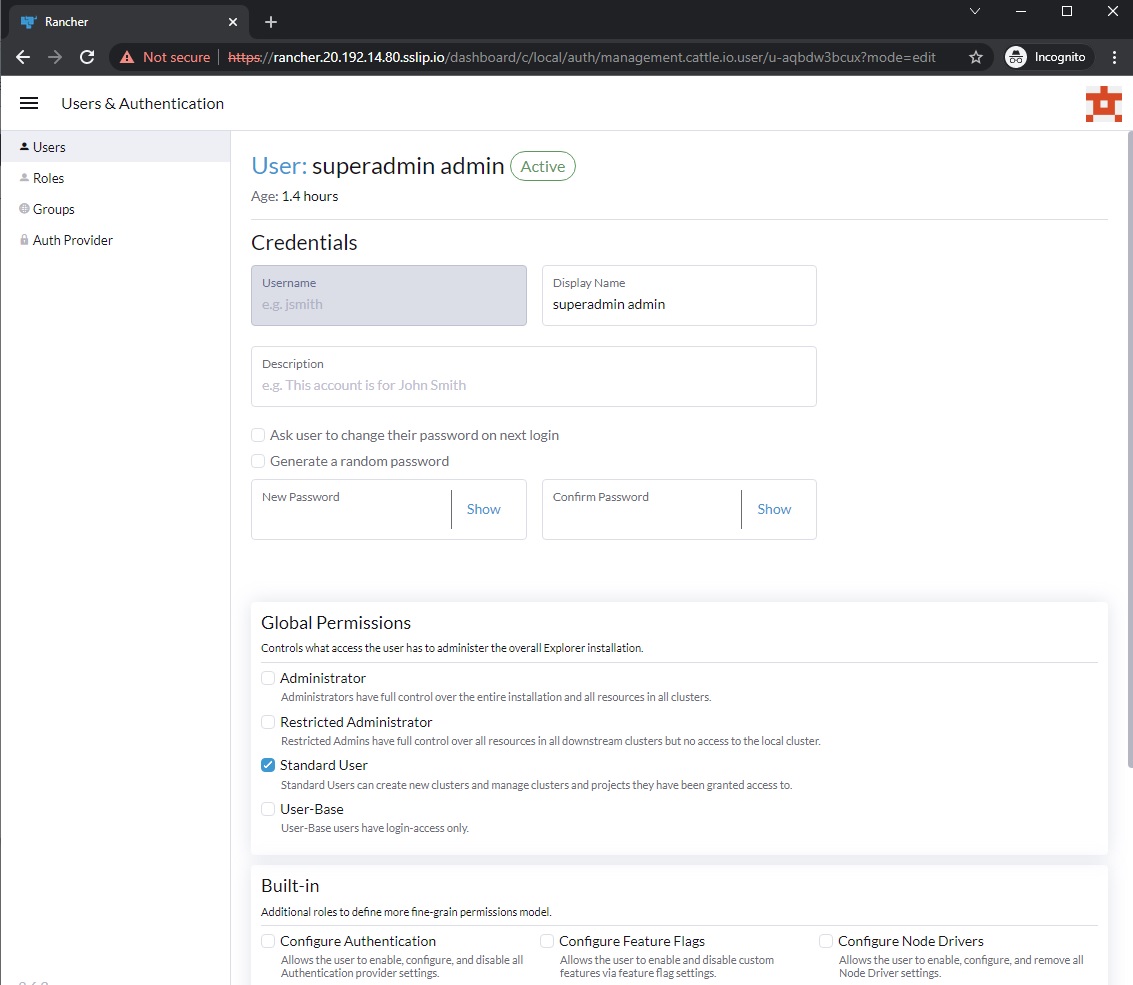 Rancher
Not secure https://rancher.20.192.14.80.sslip.io/dashboard/c/local/auth/management.cattle.io.user/u-aqbdw3bcux?mode=edit Incognito
Users & Authentication
Users
Roles
Groups
Auth Provider
User: superadmin admin Active
Age: 1.4 hours
Credentials
Username
e.g. jsmith
Display Name
superadmin admin
Description
e.g. This account is for John Smith
Ask user to change their password on next login
Generate a random password
New Password
Show
Confirm Password
Show
Global Permissions
Controls what access the user has to administer the overall Explorer installation.
Administrator
Administrators have full control over the entire installation and all resources in all clusters.
Restricted Administrator
Restricted Admins have full control over all resources in all downstream clusters but no access to the local cluster.
Standard User
Standard Users can create new clusters and manage clusters and projects they have been granted access to.
User-Base
User-Base users have login-access only.
Built-in
Additional roles to define more fine-grain permissions model.
Configure Authentication
Allows the user to enable, configure, and disable all
Authentication provider settings.
Configure Feature Flags
Allows the user to enable and disable custom
features via feature flag settings.
Configure Node Drivers
Allows the user to enable, configure, and remove all
Node Driver settings.